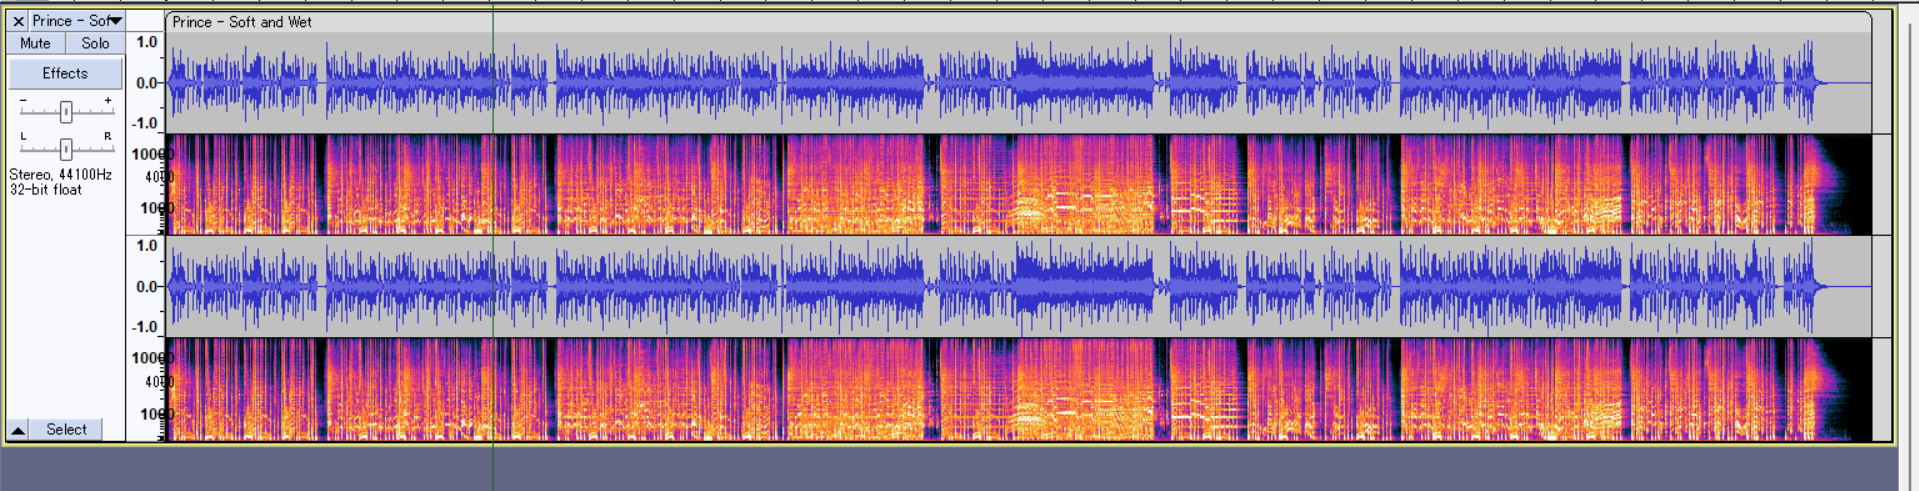 Prince - Sof
Prince - Soft and Wet
Mute Solo
Effects
- +
L R
Stereo, 44100Hz
32-bit float
Select
1.0
0.0
-1.0
10000
4000
1000
1.0
0.0
-1.0
10000
4000
1000